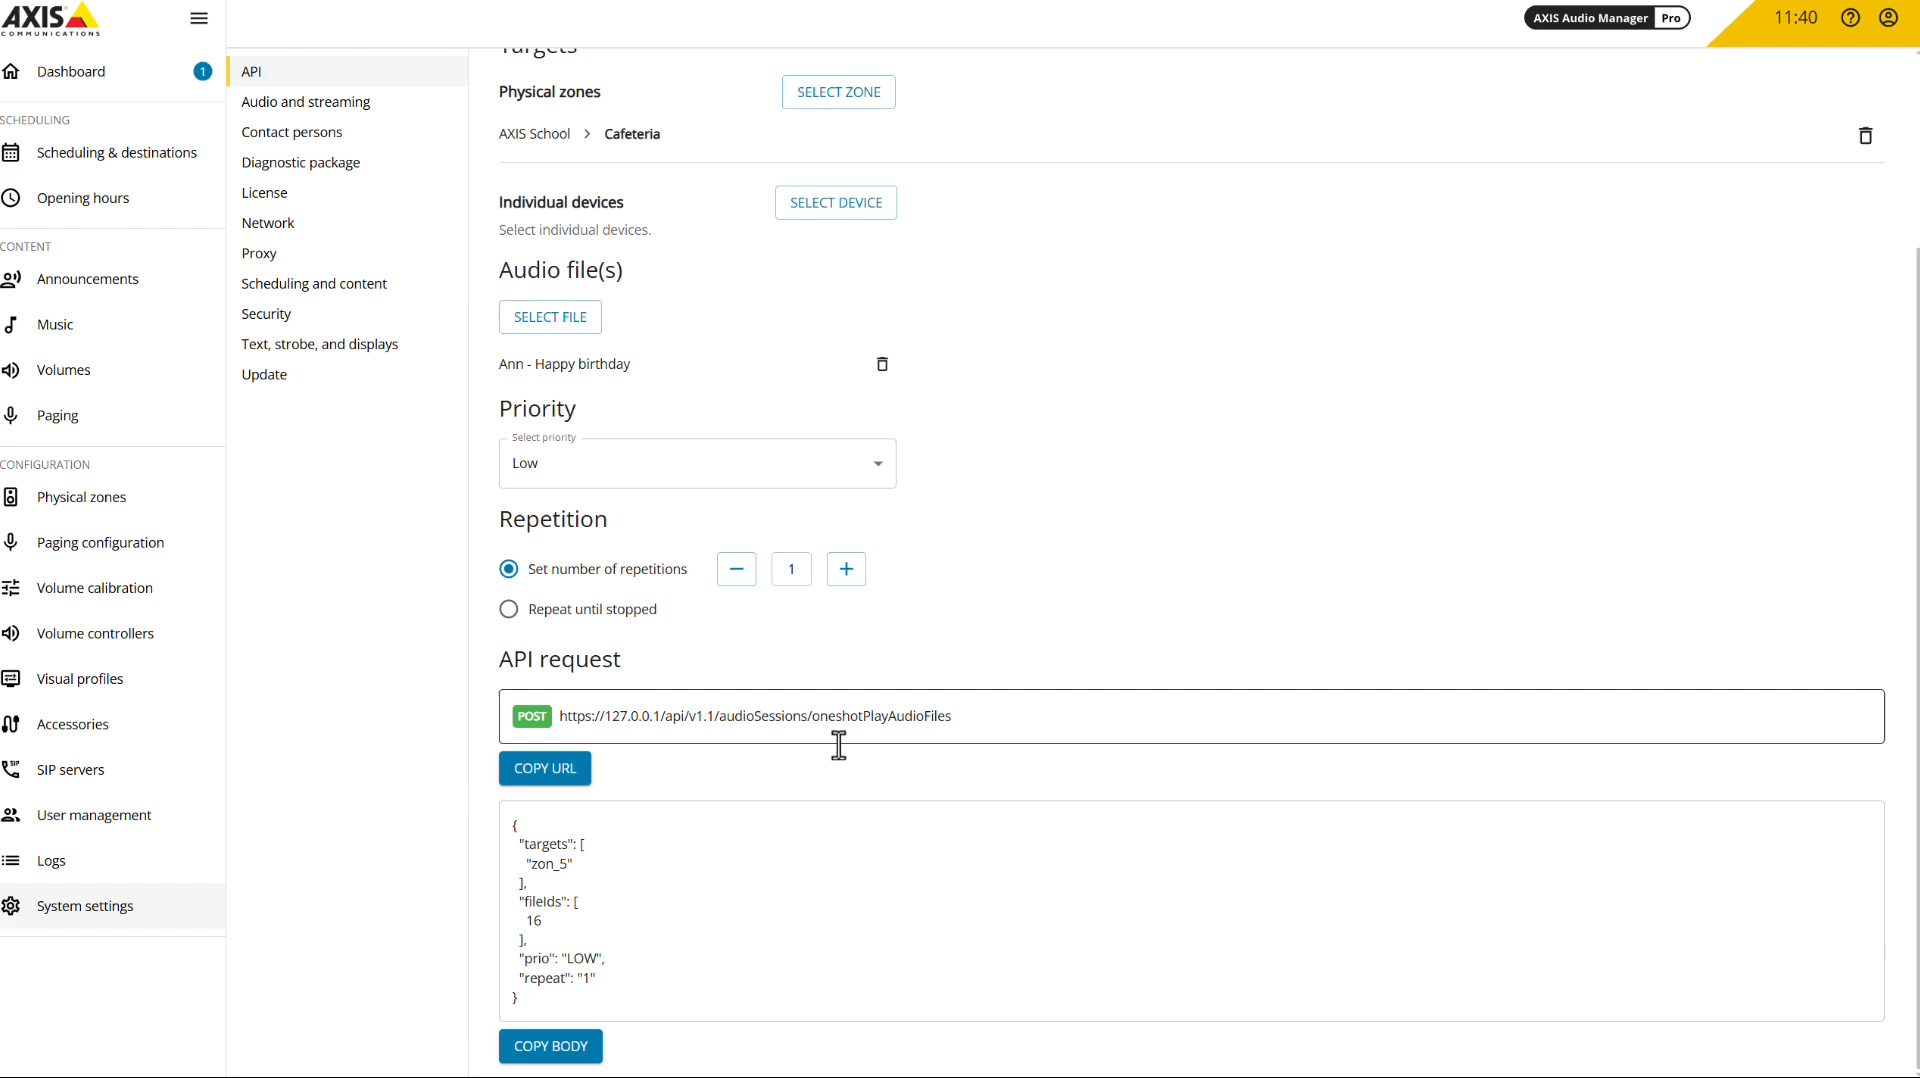 AXIS
COMMUNICATIONS
AXIS Audio Manager Pro
11:40
Dashboard
1
SCHEDULING
Scheduling & destinations
Opening hours
CONTENT
Announcements
Music
Volumes
Paging
CONFIGURATION
Physical zones
Paging configuration
Volume calibration
Volume controllers
Visual profiles
Accessories
SIP
SIP servers
User management
Logs
System settings
API
Audio and streaming
Contact persons
Diagnostic package
License
Network
Proxy
Scheduling and content
Security
Text, strobe, and displays
Update
Targets
Physical zones
SELECT ZONE
AXIS School > Cafeteria
Individual devices
SELECT DEVICE
Select individual devices.
Audio file(s)
SELECT FILE
Ann - Happy birthday
Priority
Select priority
Low
Repetition
Set number of repetitions
1
Repeat until stopped
API request
POST https://127.0.0.1/api/v1.1/audioSessions/oneshotPlayAudioFiles
COPY URL
{
"targets": [
"zon_5"
],
"fileIds": [
16
],
"prio": "LOW",
"repeat": "1"
}
COPY BODY